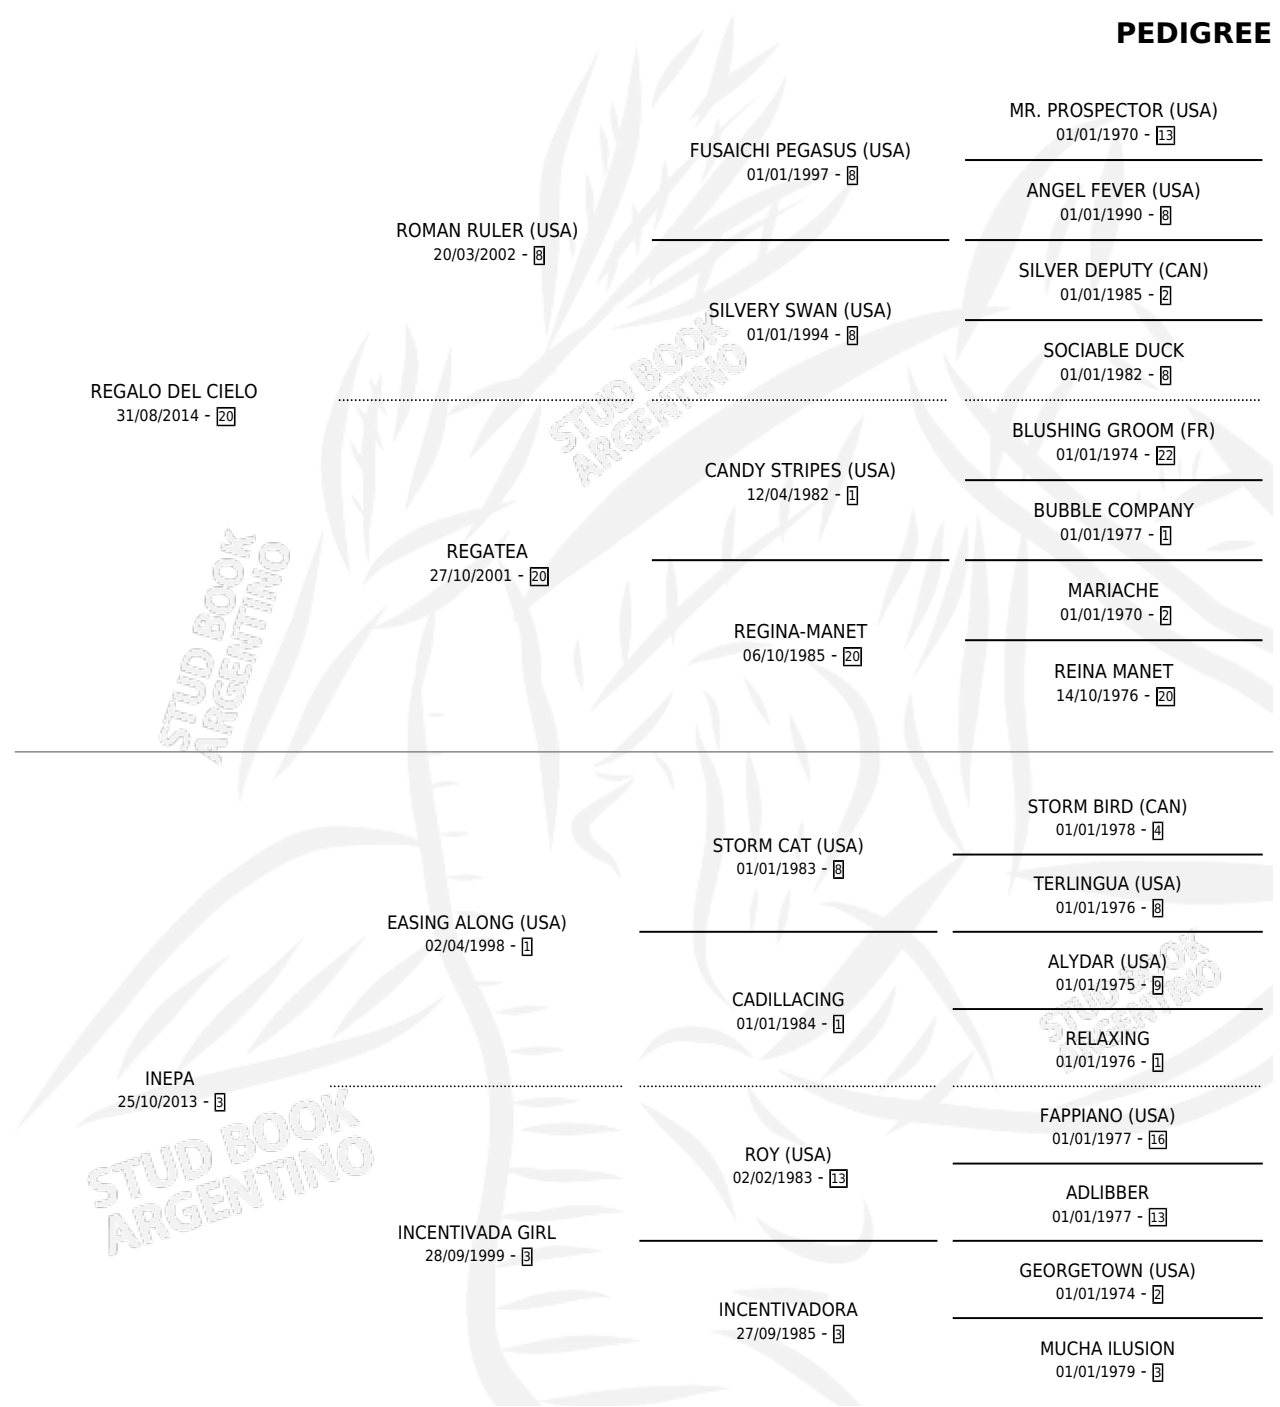 PEDIGREE
MR. PROSPECTOR (USA)
01/01/1970 - 13
FUSAICHI PEGASUS (USA)
01/01/1997 - 8
ANGEL FEVER (USA)
01/01/1990 - 8
ROMAN RULER (USA)
20/03/2002 - 8
SILVER DEPUTY (CAN)
01/01/1985 - 2
SILVERY SWAN (USA)
01/01/1994 - 8
SOCIABLE DUCK
01/01/1982 - 8
REGALO DEL CIELO
31/08/2014 - 20
BLUSHING GROOM (FR)
01/01/1974 - 22
CANDY STRIPES (USA)
12/04/1982 - 1
BUBBLE COMPANY
01/01/1977 - 1
REGATEA
27/10/2001 - 20
MARIACHE
01/01/1970 - 2
REGINA-MANET
06/10/1985 - 20
REINA MANET
14/10/1976 - 20
STORM BIRD (CAN)
01/01/1978 - 4
STORM CAT (USA)
01/01/1983 - 8
TERLINGUA (USA)
01/01/1976 - 8
EASING ALONG (USA)
02/04/1998 - 1
ALYDAR (USA)
01/01/1975 - 9
CADILLACING
01/01/1984 - 1
RELAXING
01/01/1976 - 1
INEPA
25/10/2013 - 3
FAPPIANO (USA)
01/01/1977 - 16
ROY (USA)
02/02/1983 - 13
ADLIBBER
01/01/1977 - 13
INCENTIVADA GIRL
28/09/1999 - 3
GEORGETOWN (USA)
01/01/1974 - 2
INCENTIVADORA
27/09/1985 - 3
MUCHA ILUSION
01/01/1979 - 3
STUD BOOK
ARGENTINO
STUD BOOK
ARGENTINO
STUD BOOK
ARGENTINO
STUD BOOK
ARGENTINO